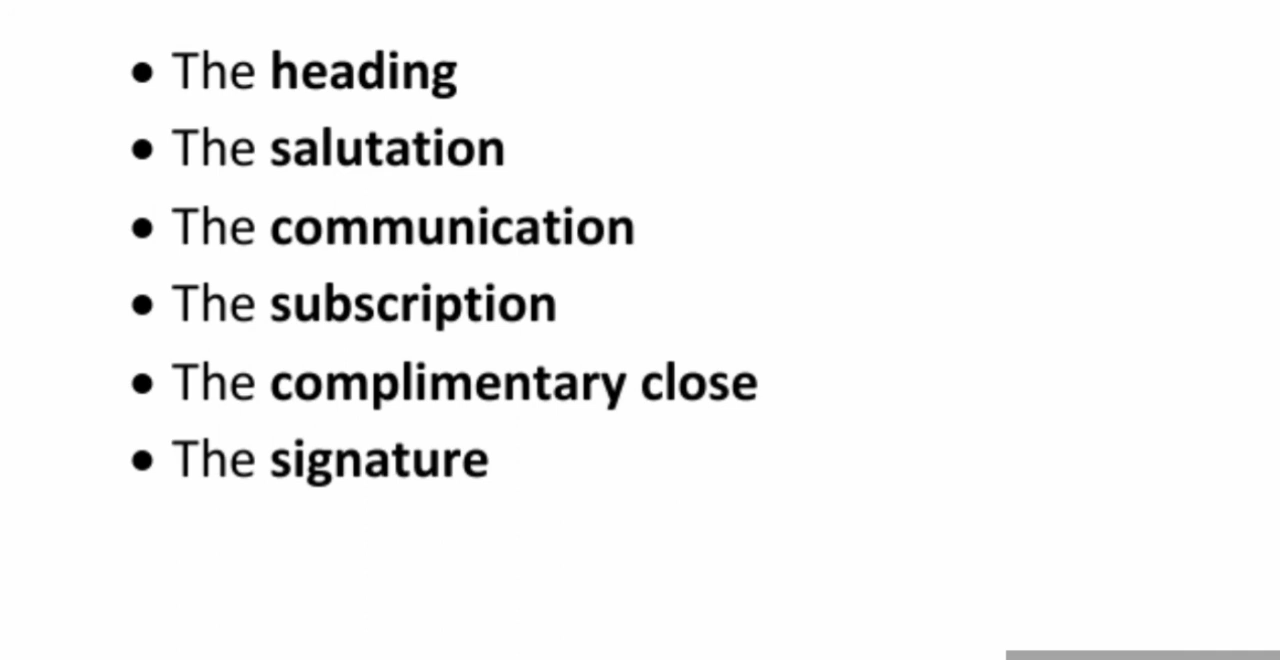 • The heading
• The salutation
• The communication
• The subscription
• The complimentary close
• The signature